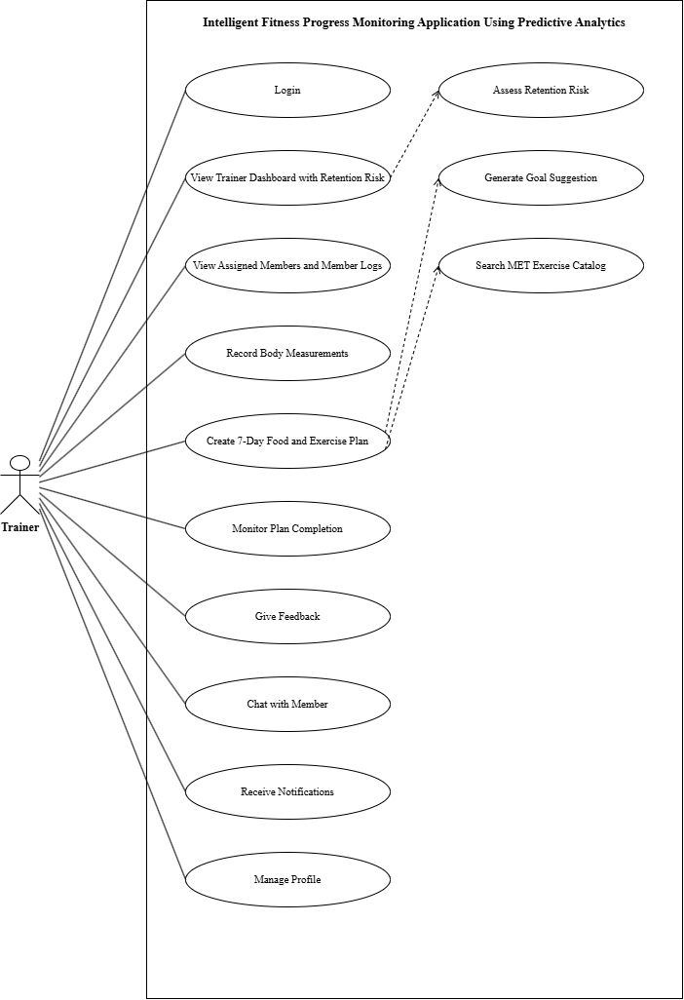 Intelligent Fitness Progress Monitoring Application Using Predictive Analytics
Login
Assess Retention Risk
View Trainer Dashboard with Retention Risk
Generate Goal Suggestion
View Assigned Members and Member Logs
Search MET Exercise Catalog
Record Body Measurements
Create 7-Day Food and Exercise Plan
Trainer
Monitor Plan Completion
Give Feedback
Chat with Member
Receive Notifications
Manage Profile